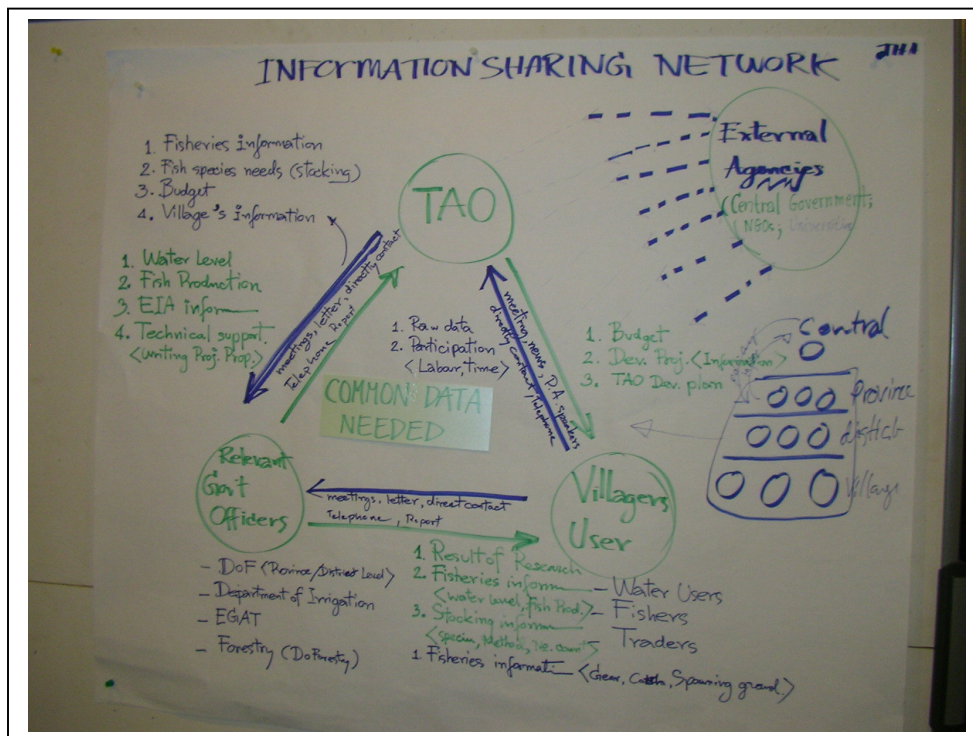 INFORMATION SHARING NETWORK
External
Agencies
(Central Government;
(NGOs; Universities
1. Fisheries Information
2. Fish species needs (stocking)
3. Budget
4. Village's Information
TAO
1. Water Level
2. Fish Production
3. EIA inform
4. Technical support.
<writing Proj. Prop.>
meetings, letter, directly contact
Telephone Report
1. Raw data
2. Participation
<Labour, time>
meeting, news, P.A. speakers
directly contact, Telephone
1. Budget
2. Dev. Proj. <Information>
3. TAO Dev. plan
Central
Province
District
Village
COMMON DATA
NEEDED
Relevant
Gov't
Officers
meetings, letter, direct contact
Telephone, Report
Villagers
User
- DoF <Province/District Level>
- Department of Irrigation
- EGAT
- Forestry (DoForestry)
1. Result of Research
2. Fisheries inform
<water level, Fish Prod.>
3. Stocking inform
<species, Method,
1 Fisheries information <Gear, Catch, Spawning ground.>
- Water Users
- Fishers
- Traders